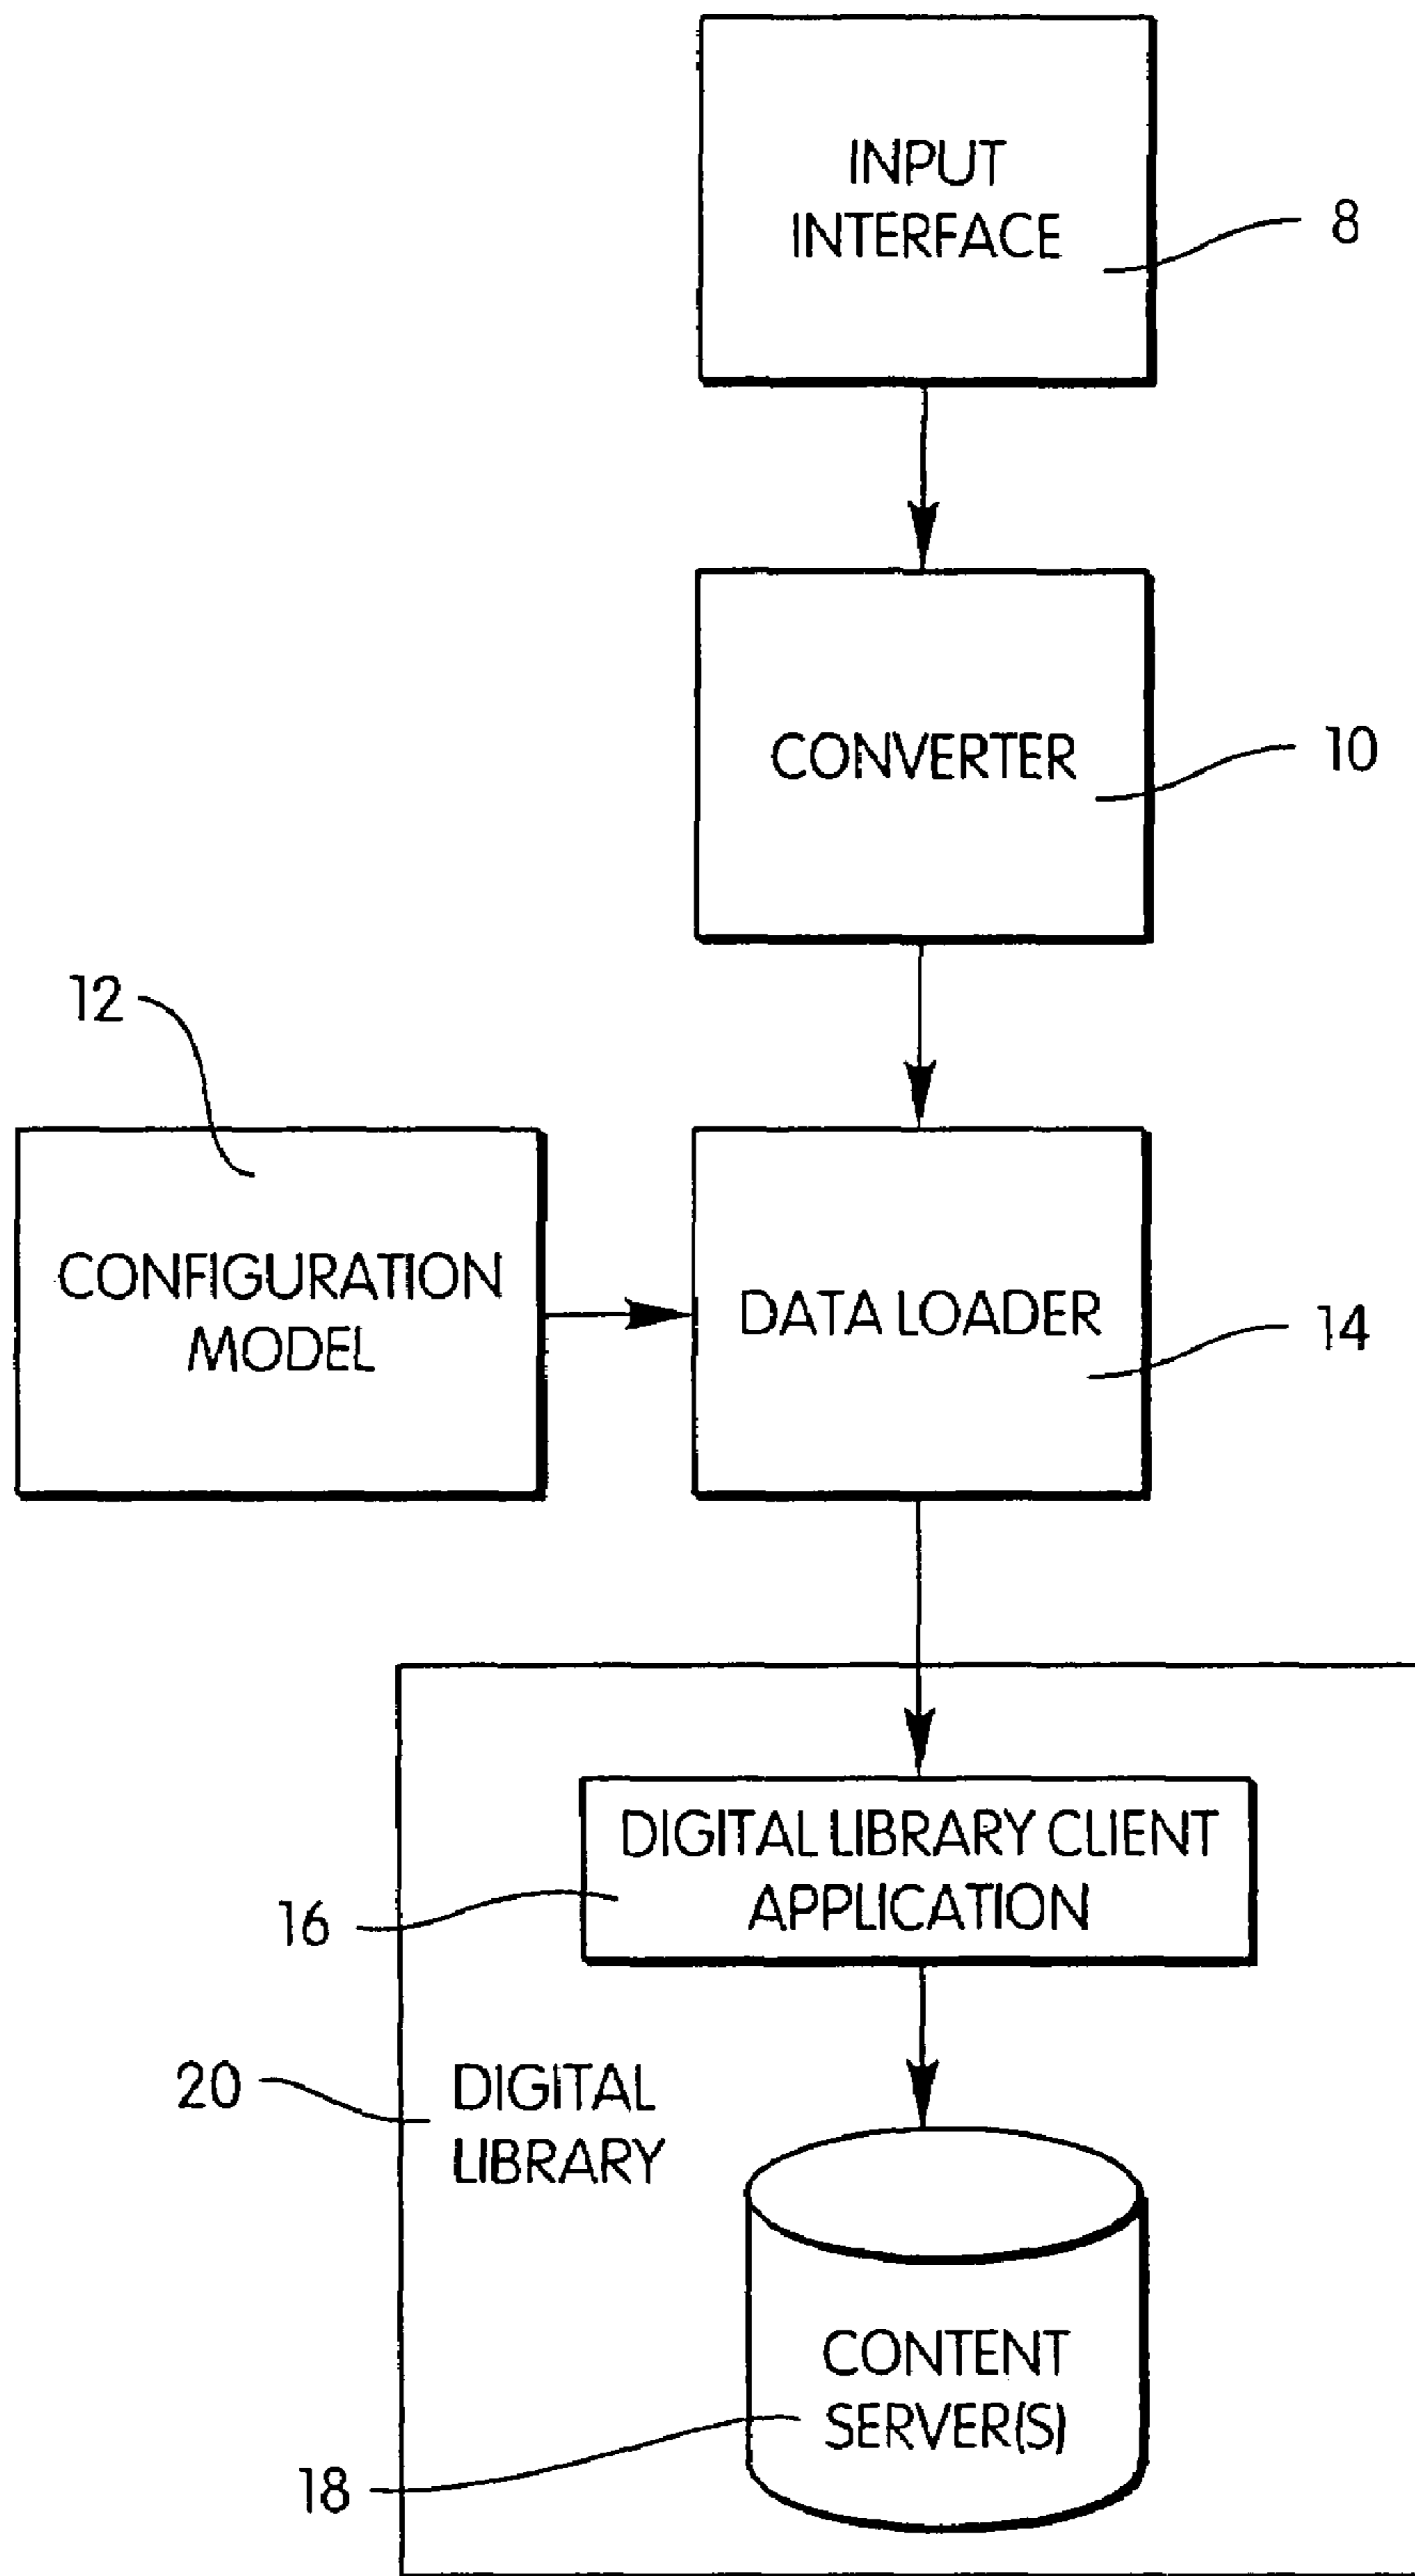 INPUT
INTERFACE
8
CONVERTER
10
12
CONFIGURATION
MODEL
DATA LOADER
14
DIGITAL LIBRARY CLIENT
APPLICATION
16
20
DIGITAL
LIBRARY
CONTENT
SERVER(S)
18